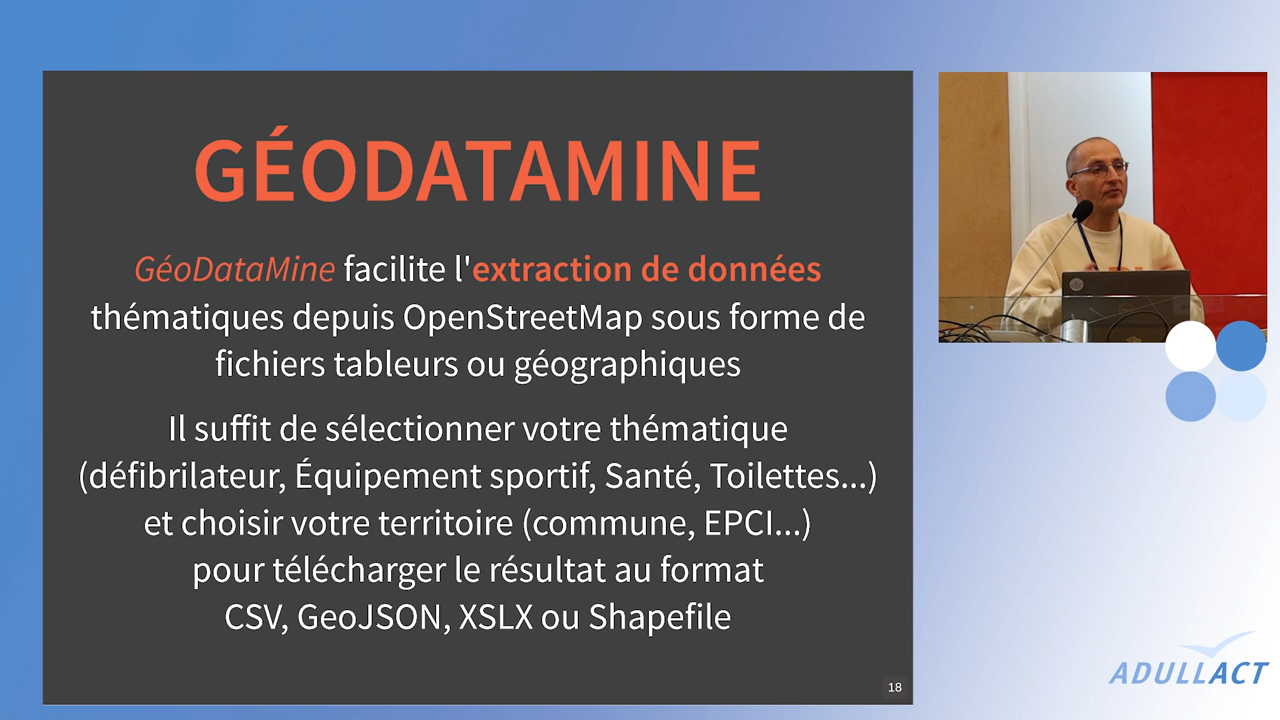 GÉODATAMINE
GéoDataMine facilite l'extraction de données
thématiques depuis OpenStreetMap sous forme de
fichiers tableurs ou géographiques
Il suffit de sélectionner votre thématique
(défibrilateur, Équipement sportif, Santé, Toilettes...)
et choisir votre territoire (commune, EPCI...)
pour télécharger le résultat au format
CSV, GeoJSON, XSLX ou Shapefile
18
ADULLACT